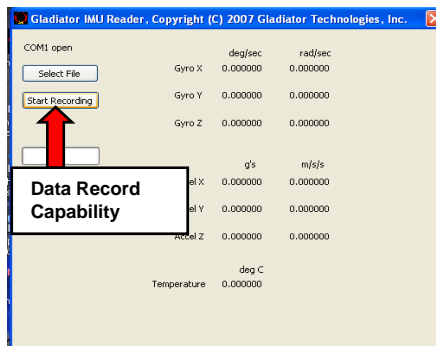 Gladiator IMU Reader, Copyright (C) 2007 Gladiator Technologies, Inc.
COM1 open
deg/sec rad/sec
Select File
Gyro X 0.000000 0.000000
Start Recording
Gyro Y 0.000000 0.000000
Gyro Z 0.000000 0.000000
g's m/s/s
Data Record
Capability
el X 0.000000 0.000000
el Y 0.000000 0.000000
Accel Z 0.000000 0.000000
deg C
Temperature 0.000000